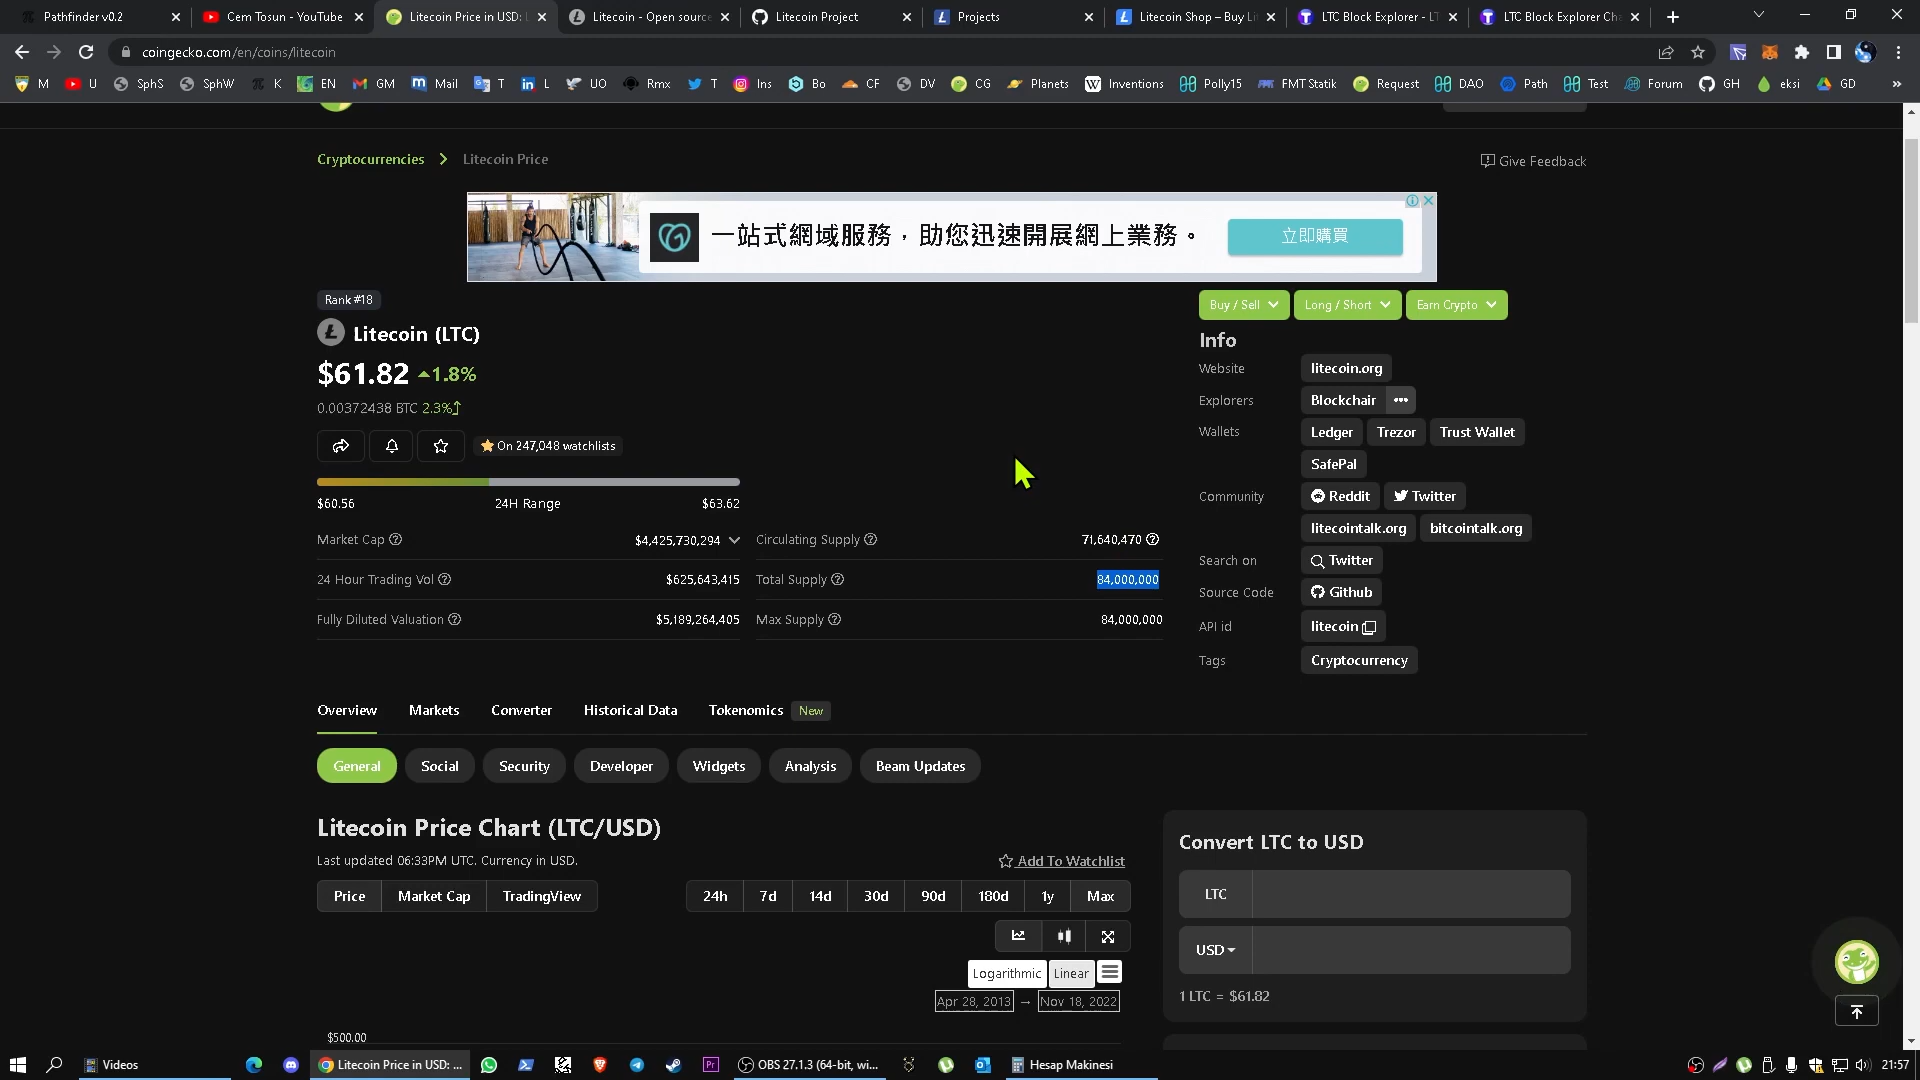 Pathfinder v0.2
Cem Tosun - YouTube
Litecoin Price in USD:
Litecoin - Open source
Litecoin Project
Projects
Litecoin Shop – Buy
LTC Block Explorer -
LTC Block Explorer
coingecko.com/en/coins/litecoin
M U SphS SphW K EN GM Mail T L UO Rmx T Ins Bo CF DV CG Planets Inventions Polly15 FMT Statik Request DAO Path Test Forum GH eksi GD »
Cryptocurrencies Litecoin Price
Give Feedback
一站式網域服務，助您迅速開展網上業務。
立即購買
Rank #18
Litecoin (LTC)
$61.82 1.8%
0.00372438 BTC 2.3%
On 247,048 watchlists
$60.56 24H Range $63.62
Market Cap $4,425,730,294
24 Hour Trading Vol $625,643,415
Fully Diluted Valuation $5,189,264,405
Circulating Supply 71,640,470
Total Supply 84,000,000
Max Supply 84,000,000
Buy / Sell Long / Short Earn Crypto
Info
Website litecoin.org
Explorers Blockchair •••
Wallets Ledger Trezor Trust Wallet
SafePal
Community Reddit Twitter
litecointalk.org bitcointalk.org
Search on Twitter
Source Code Github
API id litecoin
Tags Cryptocurrency
Overview Markets Converter Historical Data Tokenomics New
General Social Security Developer Widgets Analysis Beam Updates
Litecoin Price Chart (LTC/USD)
Last updated 06:33PM UTC. Currency in USD.
Add To Watchlist
Price Market Cap TradingView
24h 7d 14d 30d 90d 180d 1y Max
Logarithmic Linear
Apr 28, 2013 → Nov 18, 2022
$500.00
Convert LTC to USD
LTC
USD
1 LTC = $61.82
Videos
Litecoin Price in USD: ...
OBS 27.1.3 (64-bit, wi...
Hesap Makinesi
21:57